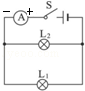 − A + S
L₂
L₁